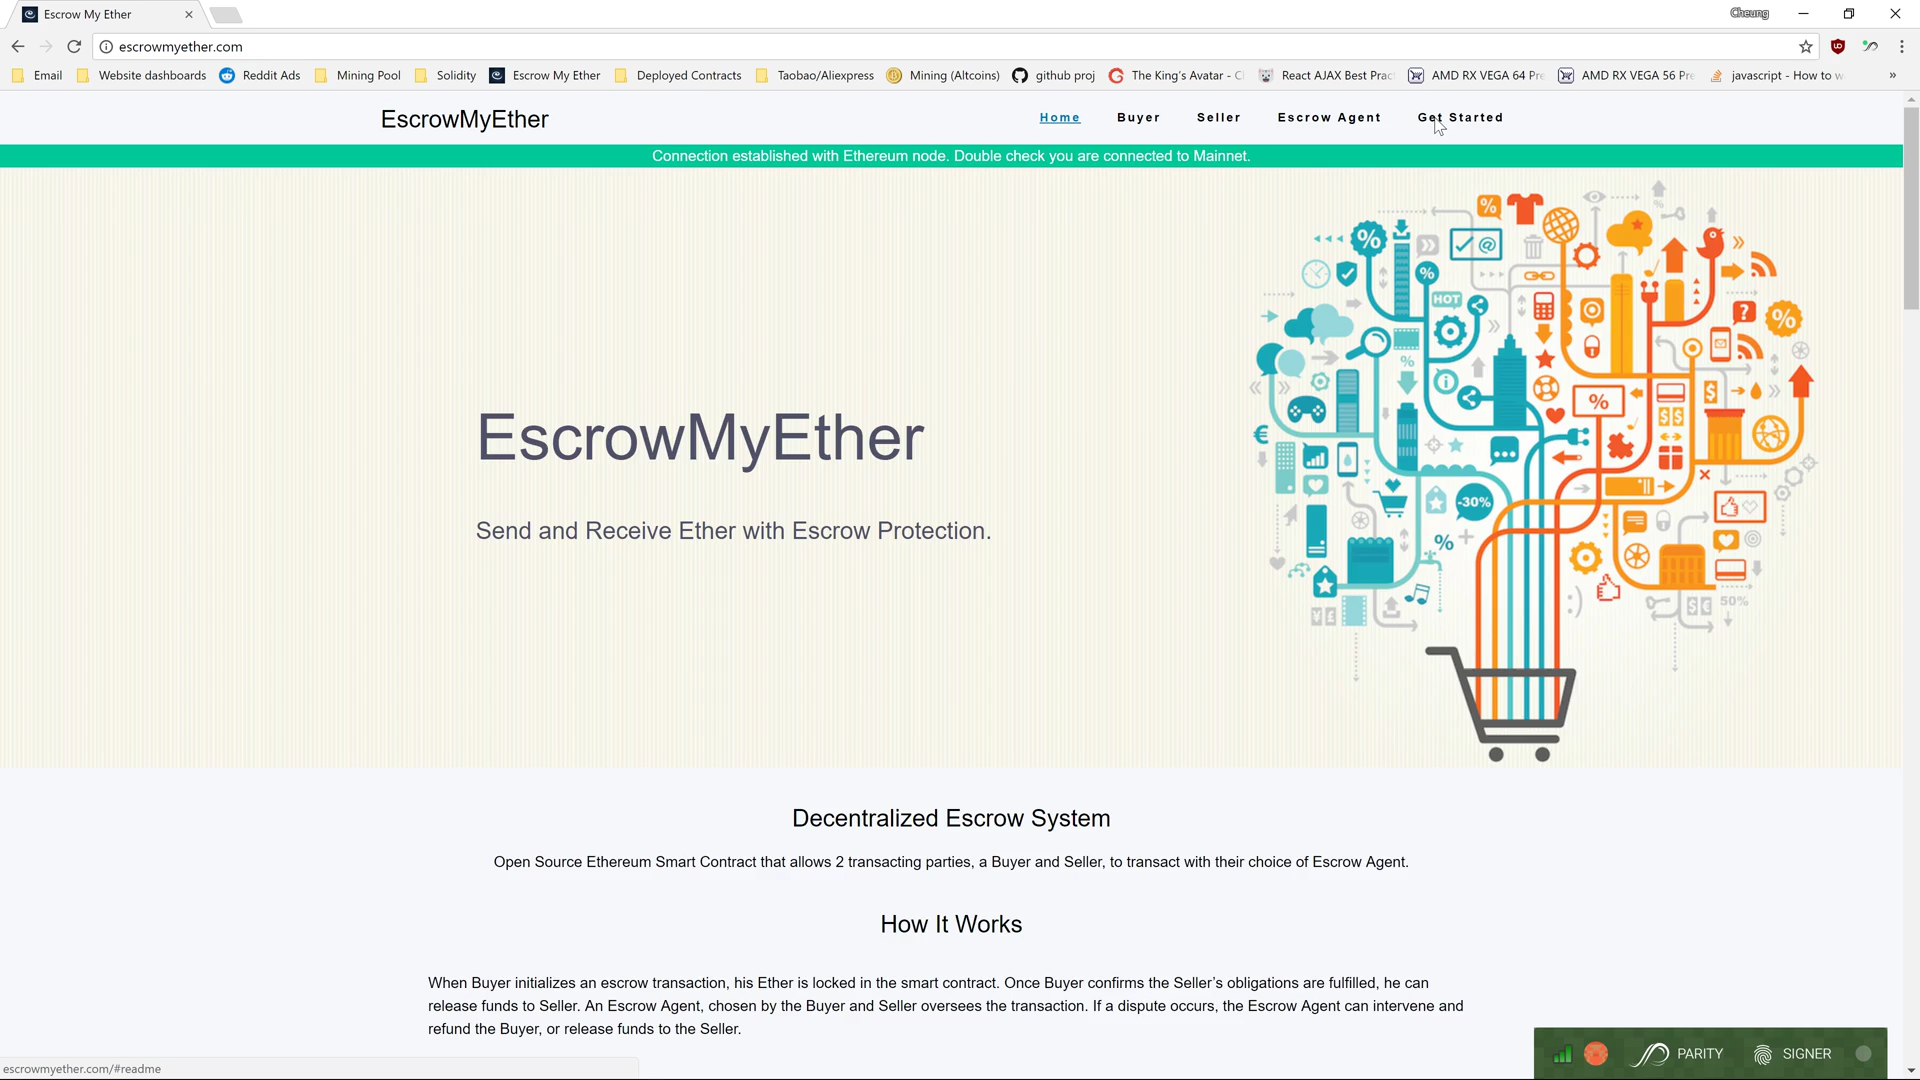 Escrow My Ether
Cheung
escrowmyether.com
Email Website dashboards Reddit Ads Mining Pool Solidity Escrow My Ether Deployed Contracts Taobao/Aliexpress Mining (Altcoins) github proj The King's Avatar - C React AJAX Best Prac AMD RX VEGA 64 Pre AMD RX VEGA 56 Pre javascript - How to w »
EscrowMyEther
Home Buyer Seller Escrow Agent Get Started
Connection established with Ethereum node. Double check you are connected to Mainnet.
HOT
-30%
50%
EscrowMyEther
Send and Receive Ether with Escrow Protection.
Decentralized Escrow System
Open Source Ethereum Smart Contract that allows 2 transacting parties, a Buyer and Seller, to transact with their choice of Escrow Agent.
How It Works
When Buyer initializes an escrow transaction, his Ether is locked in the smart contract. Once Buyer confirms the Seller’s obligations are fulfilled, he can
release funds to Seller. An Escrow Agent, chosen by the Buyer and Seller oversees the transaction. If a dispute occurs, the Escrow Agent can intervene and
refund the Buyer, or release funds to the Seller.
PARITY SIGNER
escrowmyether.com/#readme